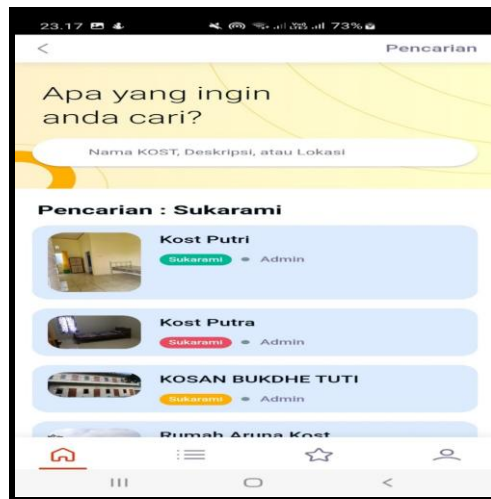 23.17
73%
Pencarian
Apa yang ingin
anda cari?
Nama KOST, Deskripsi, atau Lokasi
Pencarian : Sukarami
Kost Putri
Sukarami • Admin
Kost Putra
Sukarami • Admin
KOSAN BUKDHE TUTI
Sukarami • Admin
Rumah Aruna Kost